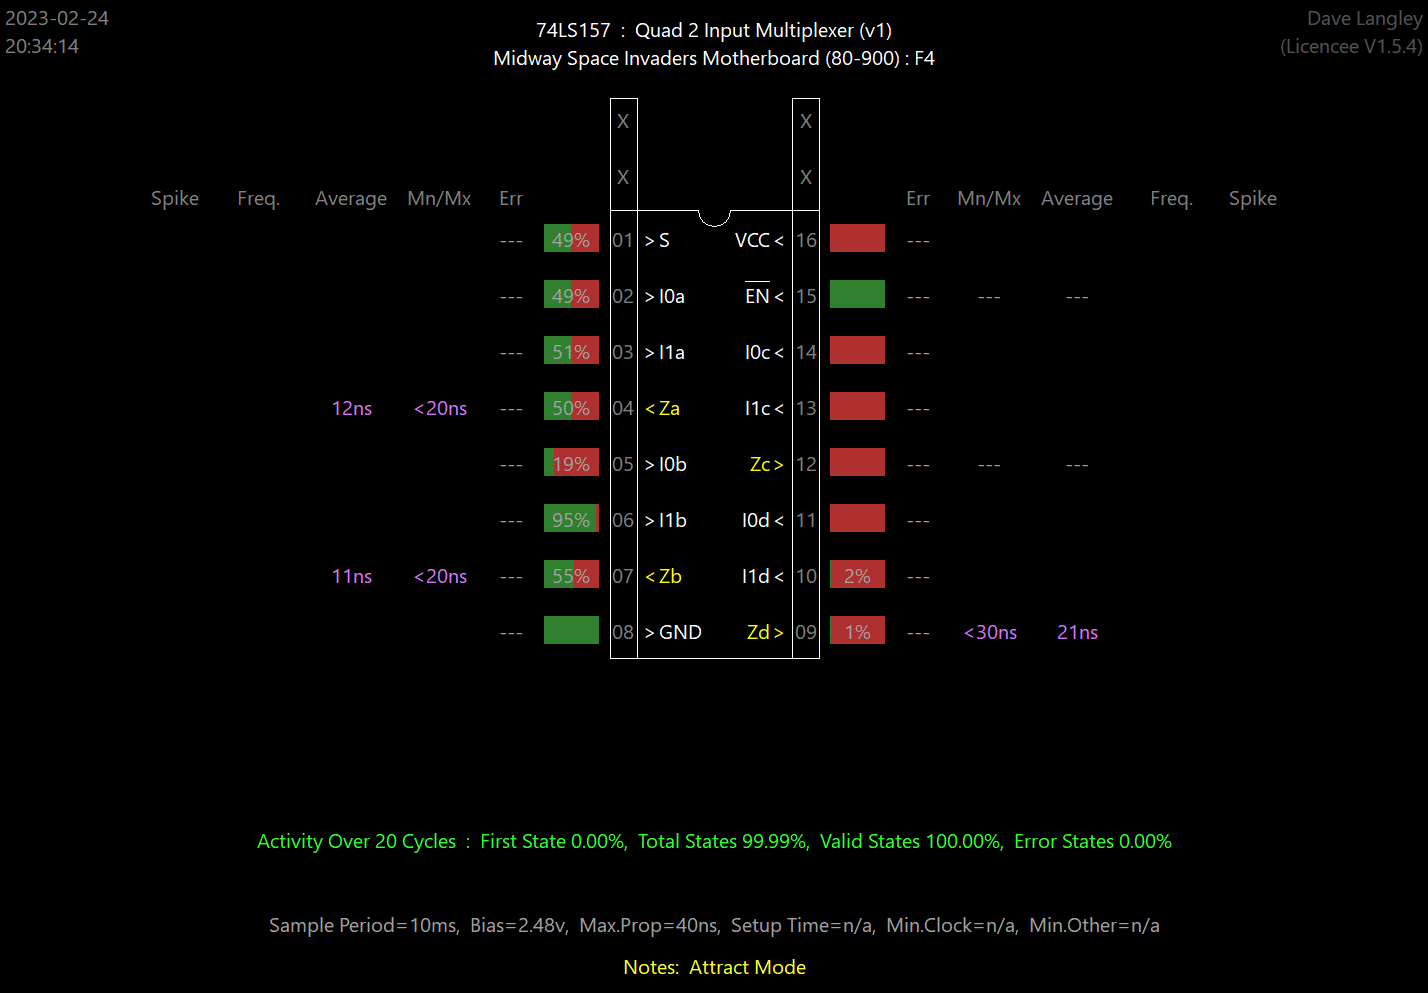 2023-02-24
20:34:14
74LS157 : Quad 2 Input Multiplexer (v1)
Midway Space Invaders Motherboard (80-900) : F4
Dave Langley
(Licencee V1.5.4)
X X
X X
Spike Freq. Average Mn/Mx Err Err Mn/Mx Average Freq. Spike
--- 49% 01 >S VCC< 16 ---
--- 49% 02 >I0a EN< 15 --- --- ---
--- 51% 03 >I1a I0c< 14 ---
12ns <20ns --- 50% 04 <Za I1c< 13 ---
--- 19% 05 >I0b Zc> 12 --- --- ---
--- 95% 06 >I1b I0d< 11 ---
11ns <20ns --- 55% 07 <Zb I1d< 10 2% ---
--- 08 >GND Zd> 09 1% --- <30ns 21ns
Activity Over 20 Cycles : First State 0.00%, Total States 99.99%, Valid States 100.00%, Error States 0.00%
Sample Period=10ms, Bias=2.48v, Max.Prop=40ns, Setup Time=n/a, Min.Clock=n/a, Min.Other=n/a
Notes: Attract Mode